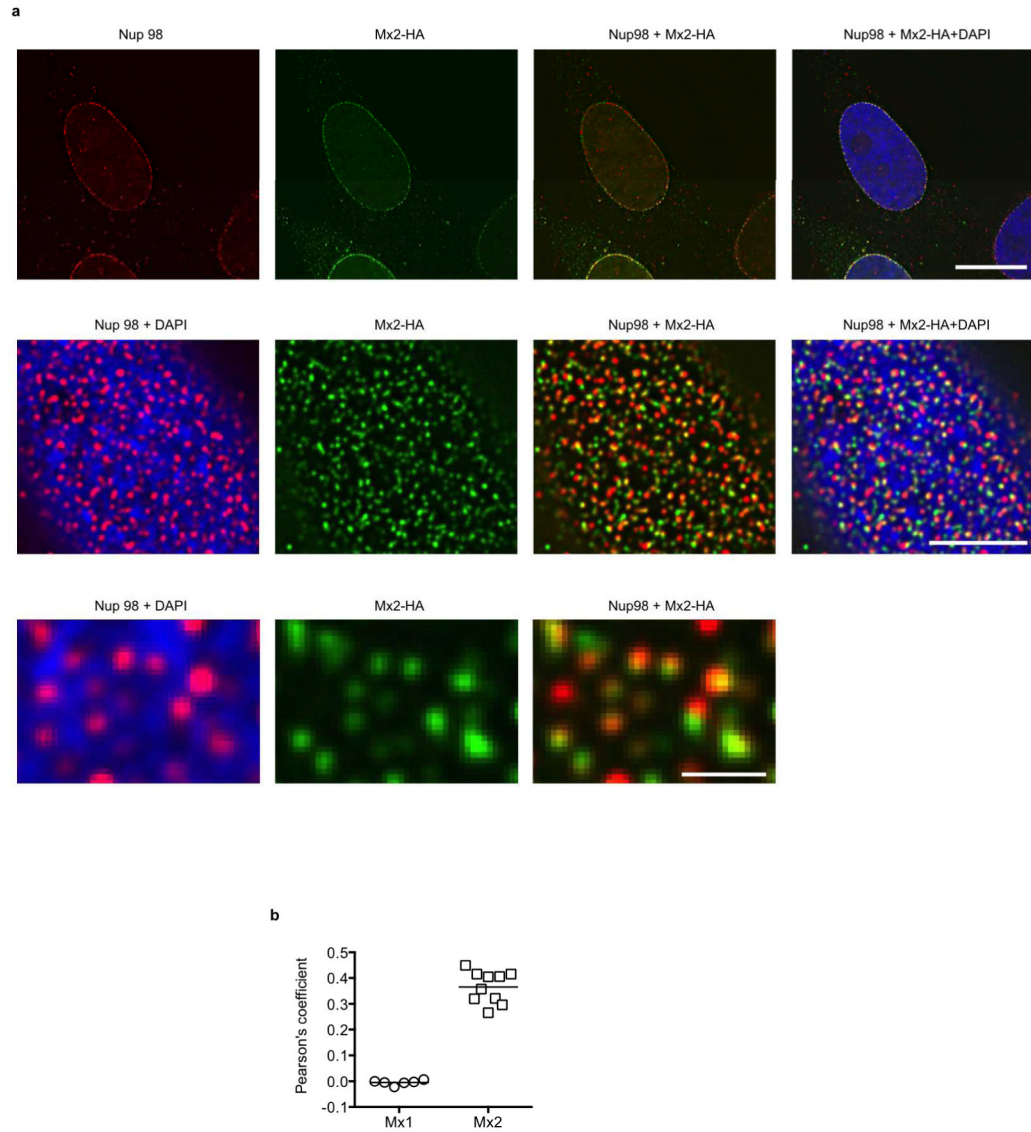 a
Nup 98 Mx2-HA Nup98 + Mx2-HA Nup98 + Mx2-HA+DAPI
Nup 98 + DAPI Mx2-HA Nup98 + Mx2-HA Nup98 + Mx2-HA+DAPI
Nup 98 + DAPI Mx2-HA Nup98 + Mx2-HA
b
Pearson's coefficient
0.5
0.4
0.3
0.2
0.1
0.0
-0.1
Mx1 Mx2